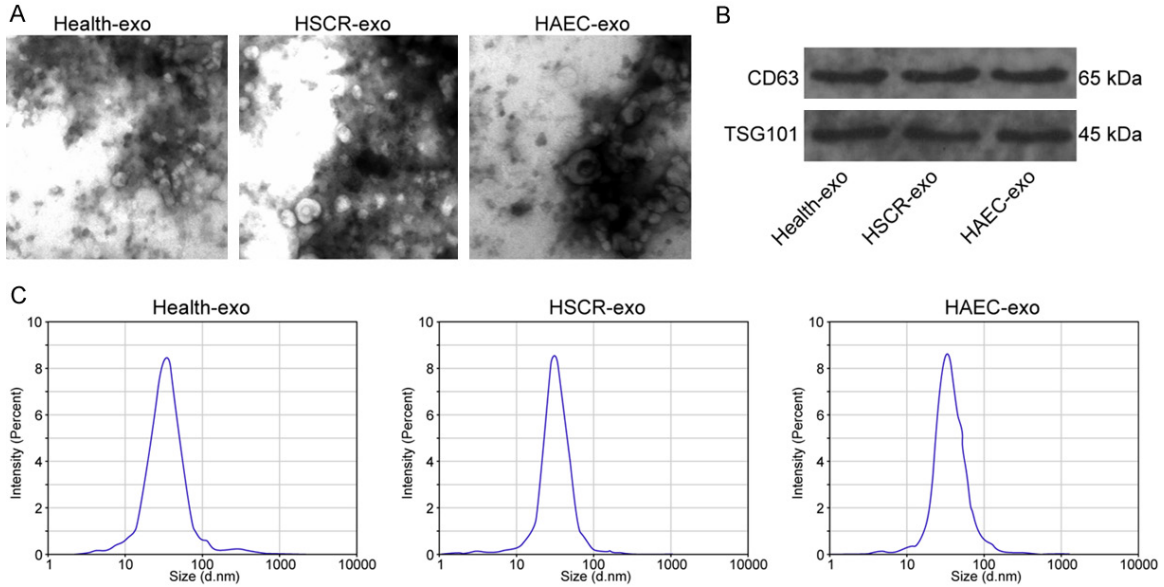 A
Health-exo
HSCR-exo
HAEC-exo
B
CD63
65 kDa
TSG101
45 kDa
Health-exo
HSCR-exo
HAEC-exo
C
Health-exo
10
8
6
4
2
0
Intensity (Percent)
1
10
100
1000
10000
Size (d.nm)
HSCR-exo
10
8
6
4
2
0
Intensity (Percent)
1
10
100
1000
10000
Size (d.nm)
HAEC-exo
10
8
6
4
2
0
Intensity (Percent)
1
10
100
1000
10000
Size (d.nm)